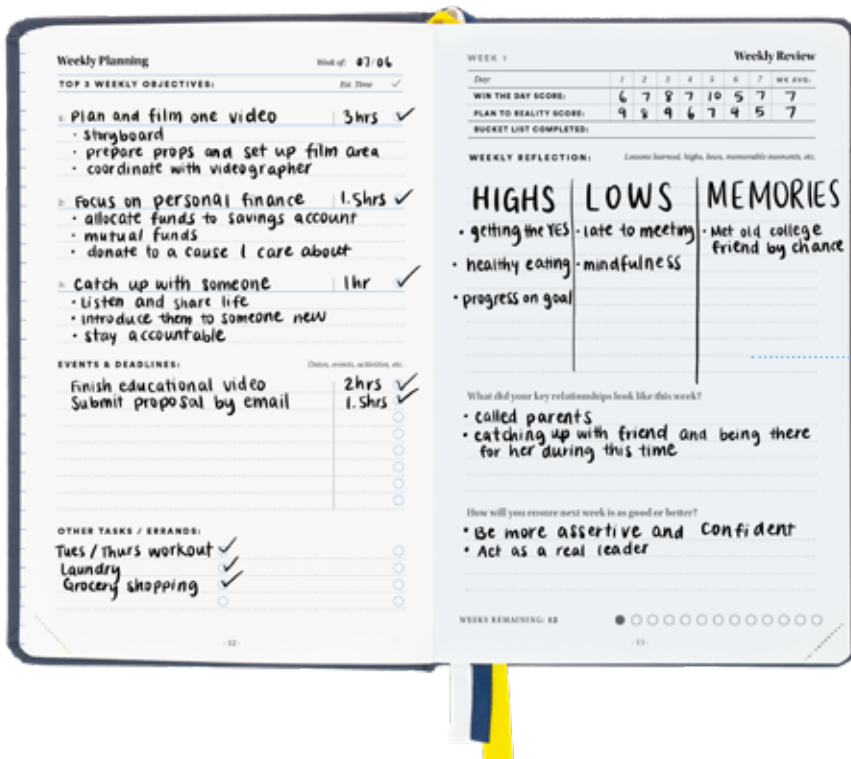 Weekly Planning
Week of: 07/06
TOP 3 WEEKLY OBJECTIVES:
Est. Time
1. Plan and film one video 3hrs
• storyboard
• prepare props and set up film area
• coordinate with videographer
2. Focus on personal finance 1.5hrs
• allocate funds to savings account
• mutual funds
• donate to a cause I care about
3. Catch up with someone 1hr
• Listen and share life
• introduce them to someone new
• stay accountable
EVENTS & DEADLINES:
Dates, events, activities, etc.
Finish educational video 2hrs
Submit proposal by email 1.5hrs
OTHER TASKS / ERRANDS:
Tues / Thurs workout
Laundry
Grocery shopping
- 12 -
WEEK 1
Weekly Review
Day: 1 2 3 4 5 6 7 WK AVG:
WIN THE DAY SCORE: 6 7 8 7 10 5 7 7
PLAN TO REALITY SCORE: 9 8 9 6 7 4 5 7
BUCKET LIST COMPLETED:
WEEKLY REFLECTION:
Lessons learned, highs, lows, memorable moments, etc.
HIGHS
• getting the YES
• healthy eating
• progress on goal
LOWS
• late to meeting
• mindfulness
MEMORIES
• Met old college
friend by chance
What did your key relationships look like this week?
• called parents
• catching up with friend and being there
for her during this time
How will you ensure next week is as good or better?
• Be more assertive and Confident
• Act as a real leader
WEEKS REMAINING: 12
- 13 -